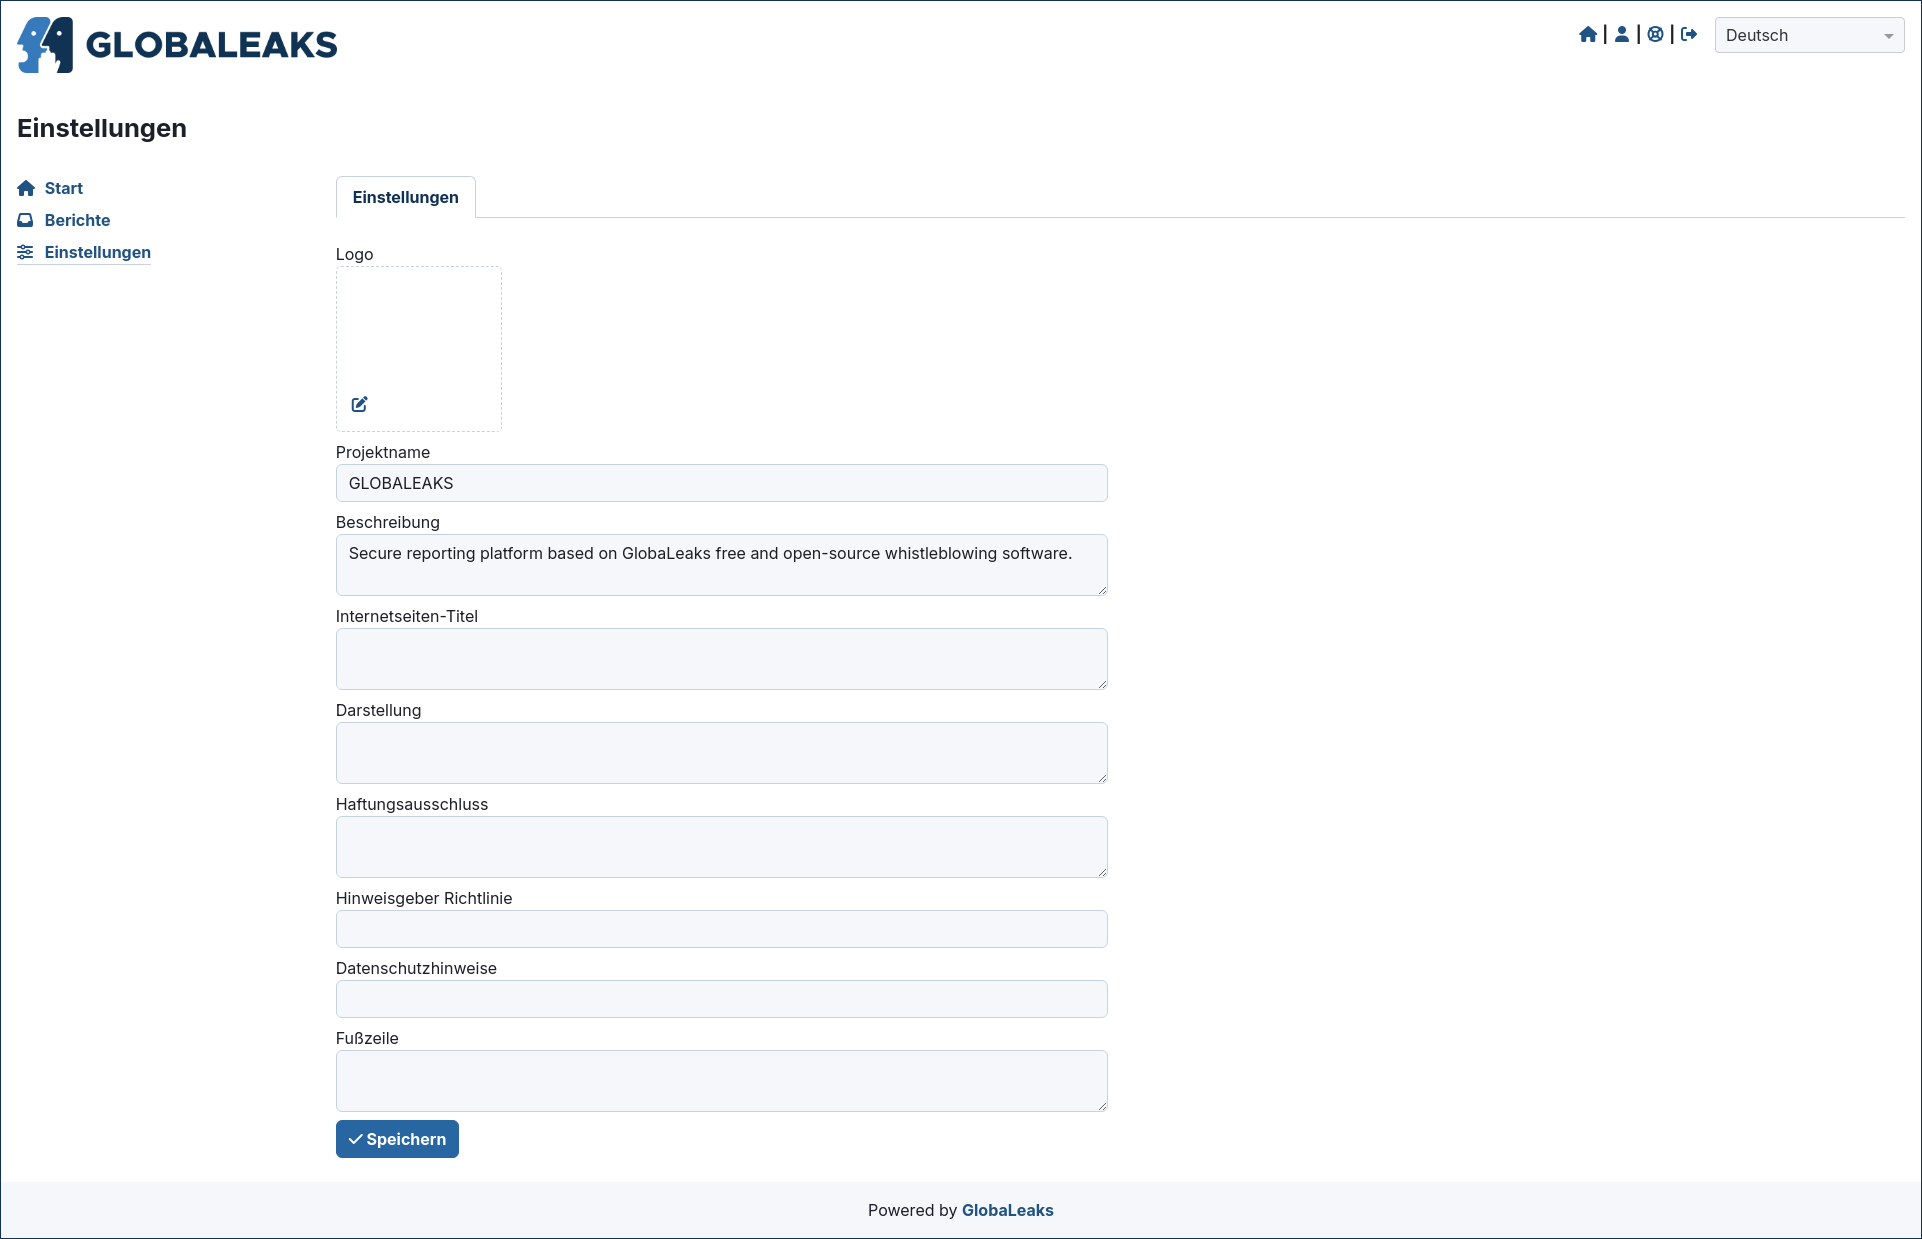 GLOBALEAKS
Deutsch
Einstellungen
Start
Berichte
Einstellungen
Einstellungen
Logo
Projektname
GLOBALEAKS
Beschreibung
Secure reporting platform based on GlobaLeaks free and open-source whistleblowing software.
Internetseiten-Titel
Darstellung
Haftungsausschluss
Hinweisgeber Richtlinie
Datenschutzhinweise
Fußzeile
Speichern
Powered by GlobaLeaks